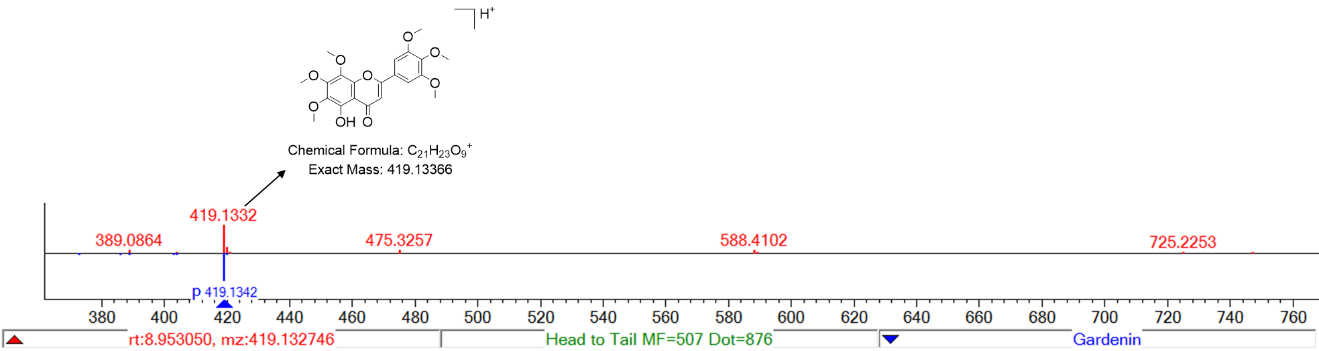 H⁺
O
O
O
O
O
O
O
O
OH O
Chemical Formula: C₂₁H₂₃O₉⁺
Exact Mass: 419.13366
419.1332
389.0864
475.3257
588.4102
725.2253
p 419.1342
380 400 420 440 460 480 500 520 540 560 580 600 620 640 660 680 700 720 740 760
rt:8.953050, mz:419.132746
Head to Tail MF=507 Dot=876
Gardenin